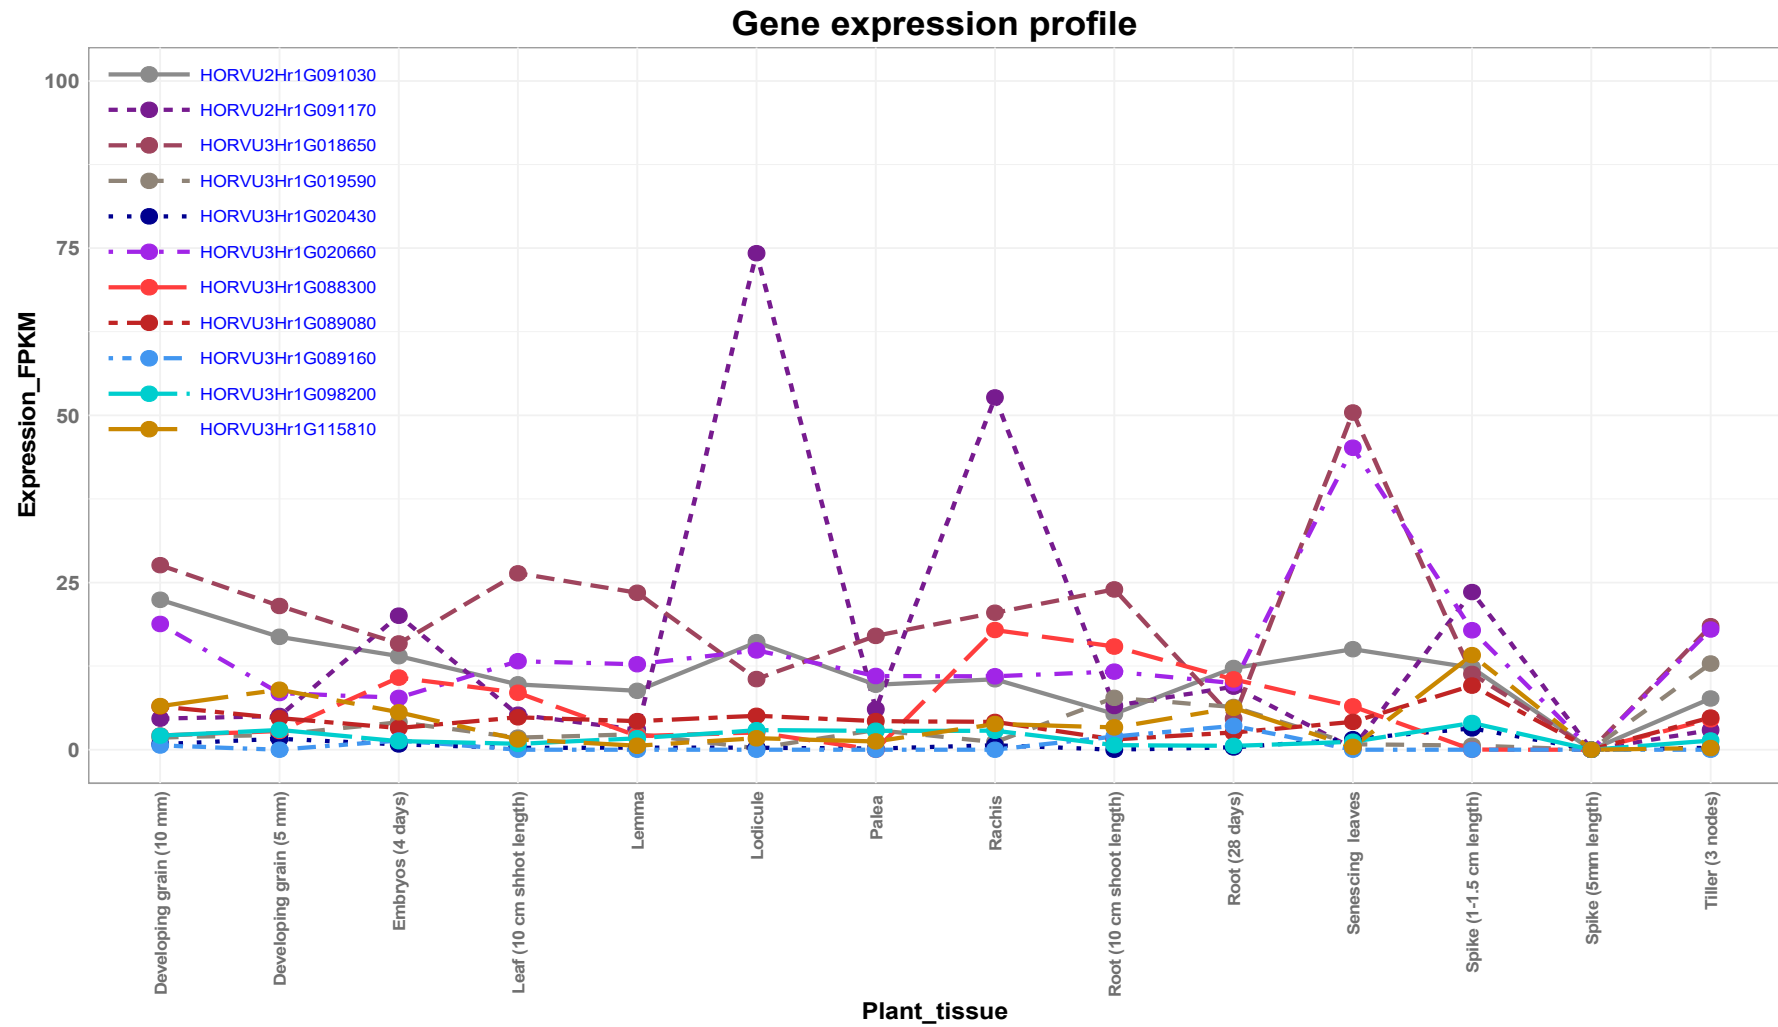 Gene expression profile
100
75
50
25
0
Expression_FPKM
HORVU2Hr1G091030
HORVU2Hr1G091170
HORVU3Hr1G018650
HORVU3Hr1G019590
HORVU3Hr1G020430
HORVU3Hr1G020660
HORVU3Hr1G088300
HORVU3Hr1G089080
HORVU3Hr1G089160
HORVU3Hr1G098200
HORVU3Hr1G115810
Developing grain (10 mm)
Developing grain (5 mm)
Embryos (4 days)
Leaf (10 cm shhot length)
Lemma
Lodicule
Palea
Rachis
Root (10 cm shoot length)
Root (28 days)
Senescing leaves
Spike (1-1.5 cm length)
Spike (5mm length)
Tiller (3 nodes)
Plant_tissue